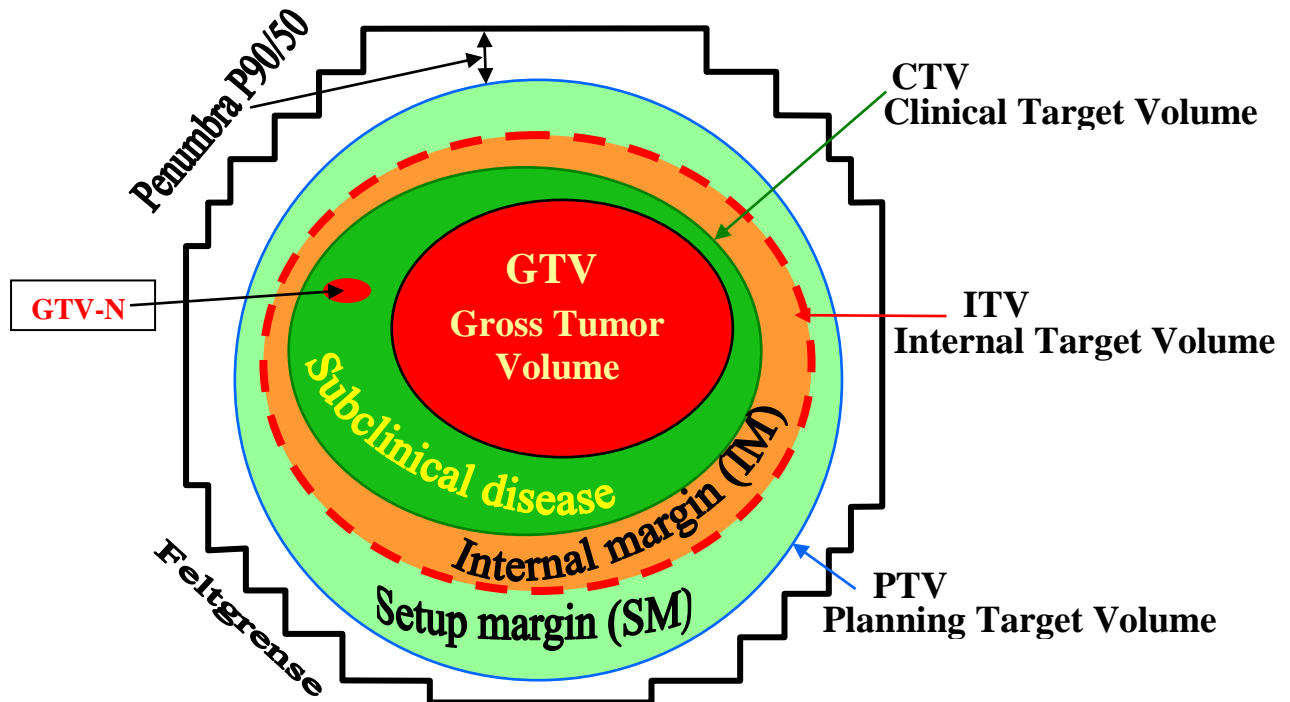 Penumbra P90/50
CTV
Clinical Target Volume
GTV
Gross Tumor
Volume
GTV-N
ITV
Internal Target Volume
Subclinical disease
Internal margin (IM)
Setup margin (SM)
PTV
Planning Target Volume
Feltgrense